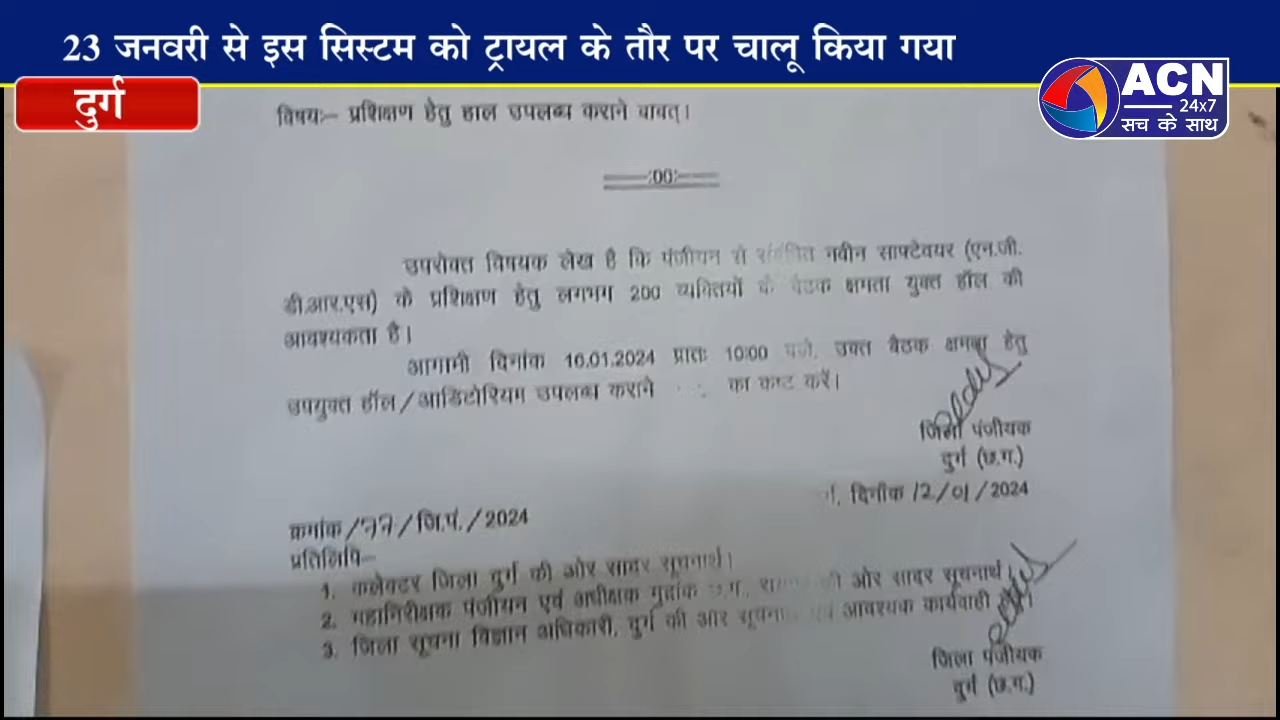 23 जनवरी से इस सिस्टम को ट्रायल के तौर पर चालू किया गया
दुर्ग
ACN
24x7
सच के साथ
विषयः– प्रशिक्षण हेतु हाल उपलब्ध कराने बावत्।
:00:
उपरोक्त विषयक लेख है कि पंजीयन से संबंधित नवीन साफ्टेवयर (एन.जी.
डी.आर.एस) के प्रशिक्षण हेतु लगभग 200 व्यक्तियों के बैठक क्षमता युक्त हॉल की
आवश्यकता है।
आगामी दिनांक 16.01.2024 प्रातः 10:00 बजे, उक्त बैठक क्षमता हेतु
उपयुक्त हॉल/आडिटोरियम उपलब्ध कराने का कष्ट करें।
जिला पंजीयक
दुर्ग (छ.ग.)
क्रमांक/77/जि.पं./2024
दिनांक 12/01/2024
प्रतिलिपि–
1. कलेक्टर जिला दुर्ग की ओर सादर सूचनार्थ।
2. महानिरीक्षक पंजीयन एवं अधीक्षक मुद्रांक छ.ग., की ओर सादर सूचनार्थ।
3. जिला सूचना विज्ञान अधिकारी, दुर्ग की ओर एवं आवश्यक कार्यवाही
जिला पंजीयक
दुर्ग (छ.ग.)